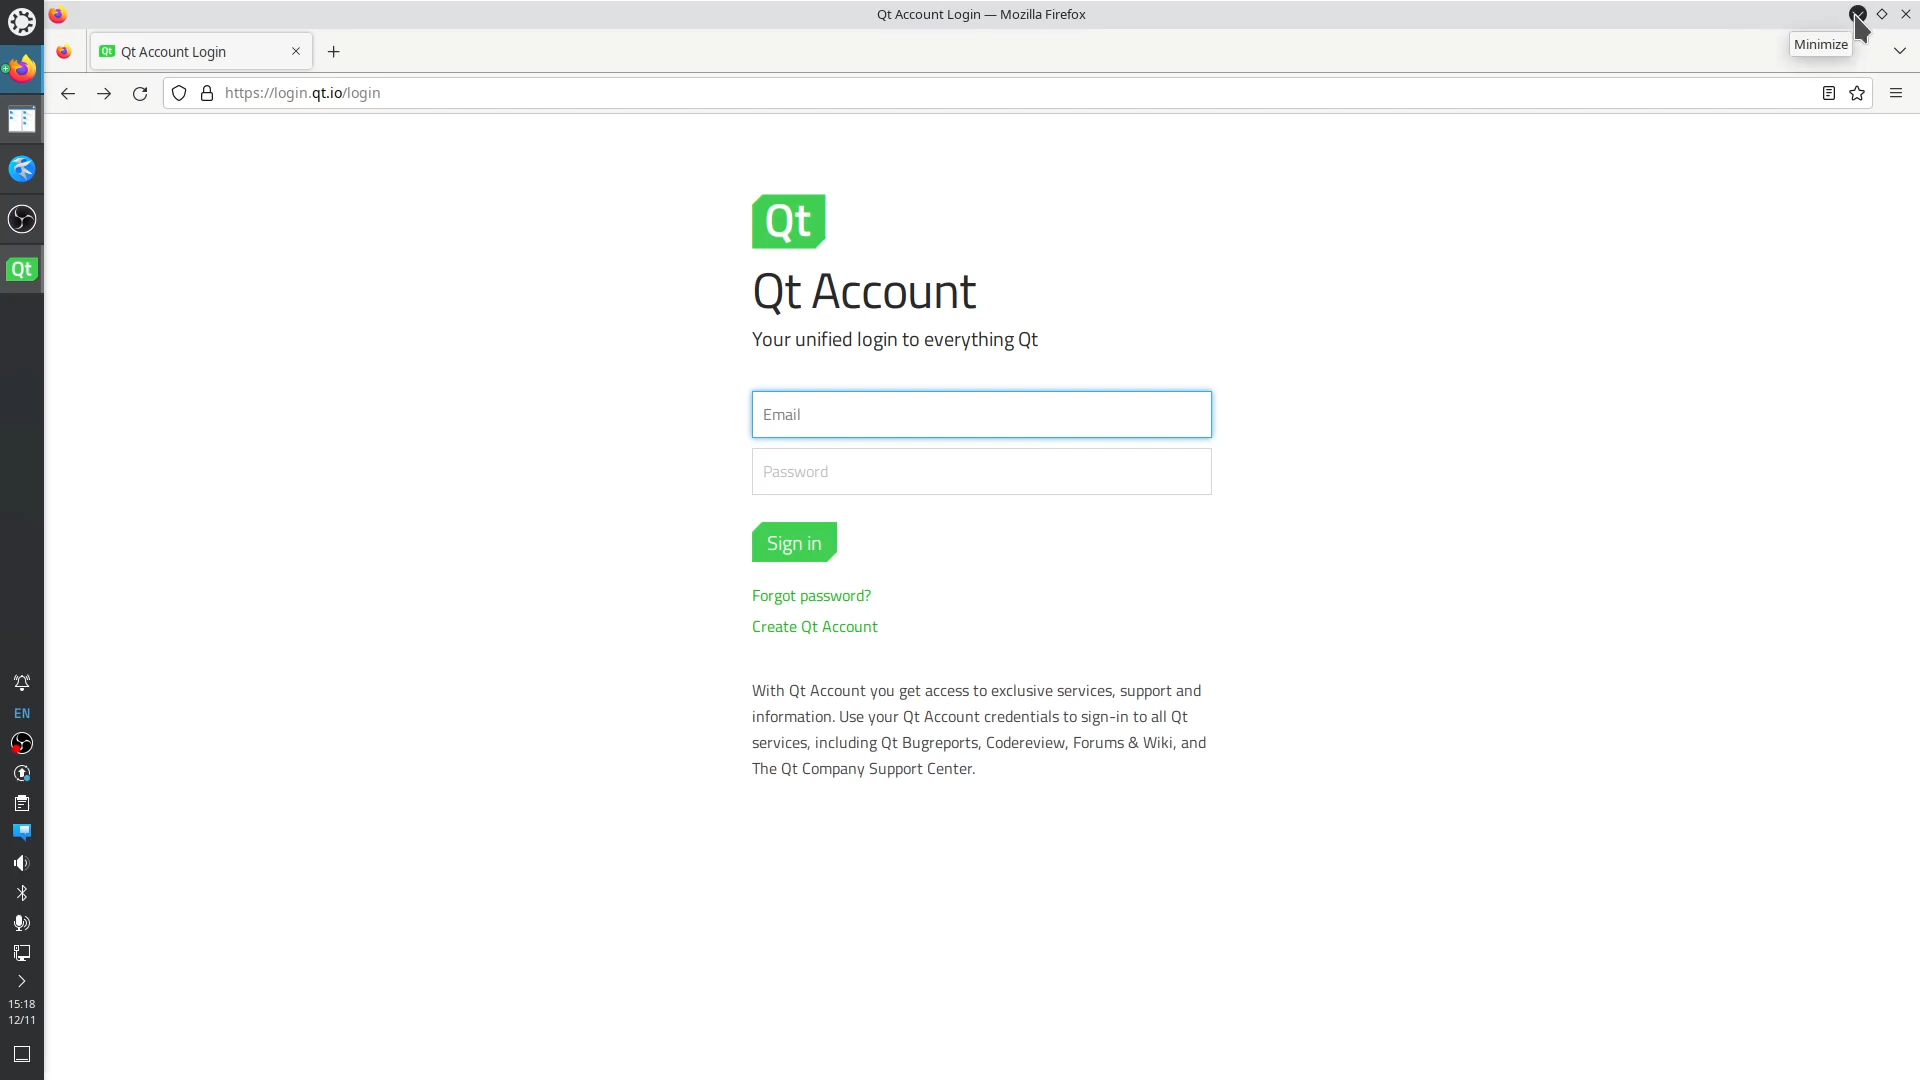 Qt Account Login — Mozilla Firefox
Qt Qt Account Login
Minimize
https://login.qt.io/login
Qt
Qt
Qt Account
Your unified login to everything Qt
Email
Password
Sign in
Forgot password?
Create Qt Account
With Qt Account you get access to exclusive services, support and
information. Use your Qt Account credentials to sign-in to all Qt
services, including Qt Bugreports, Codereview, Forums & Wiki, and
The Qt Company Support Center.
EN
15:18
12/11